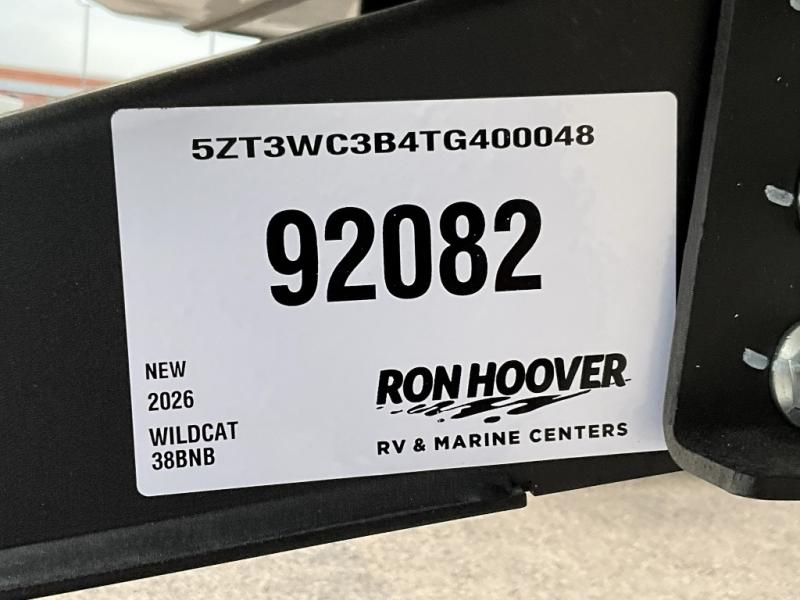 5ZT3WC3B4TG400048
92082
NEW
2026
WILDCAT
38BNB
RON HOOVER
RV & MARINE CENTERS